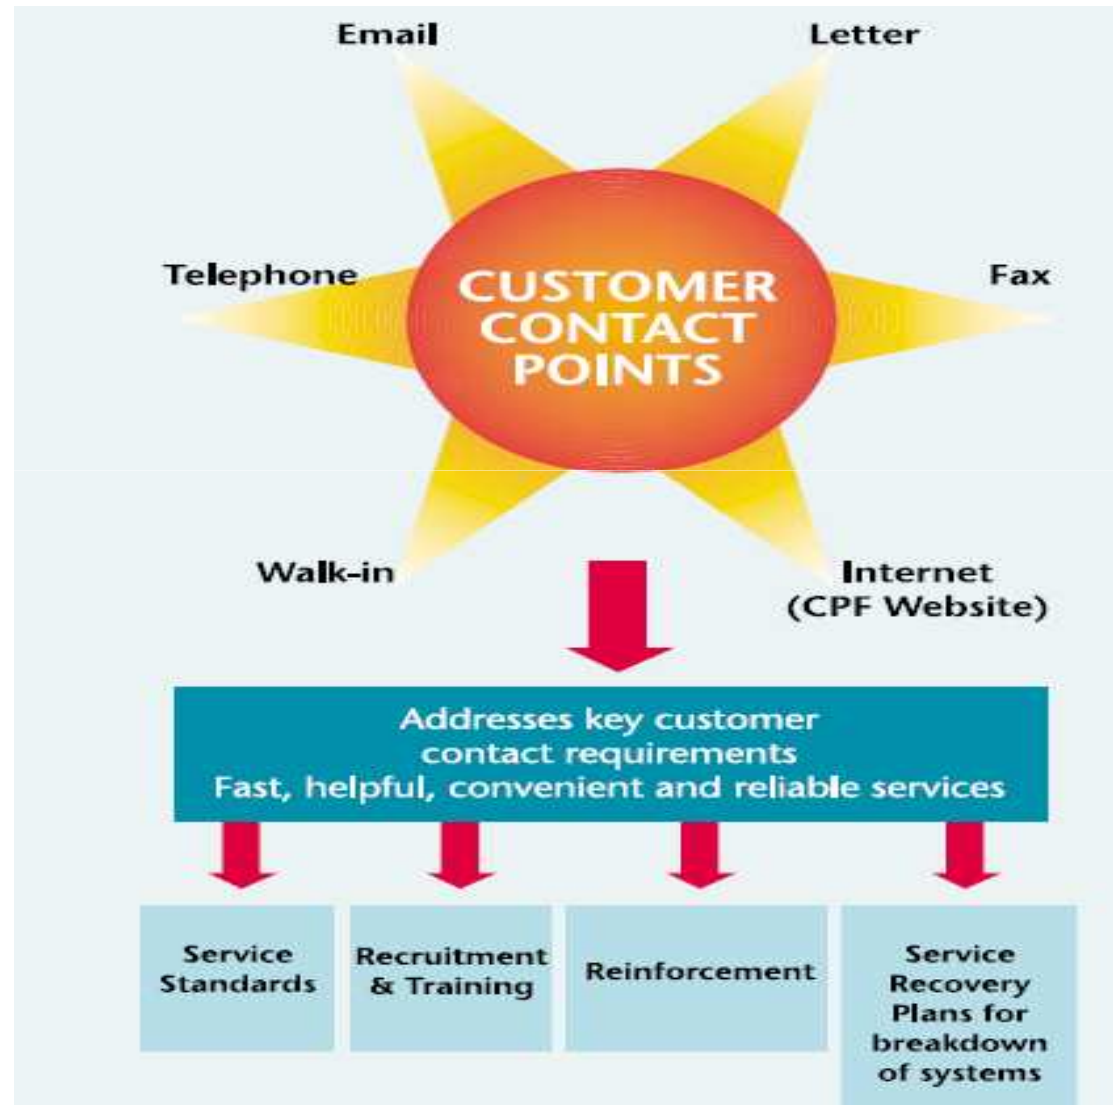 Email
Letter
Telephone
Fax
CUSTOMER
CONTACT
POINTS
Walk-in
Internet
(CPF Website)
Addresses key customer
contact requirements
Fast, helpful, convenient and reliable services
Service
Standards
Recruitment
& Training
Reinforcement
Service
Recovery
Plans for
breakdown
of systems